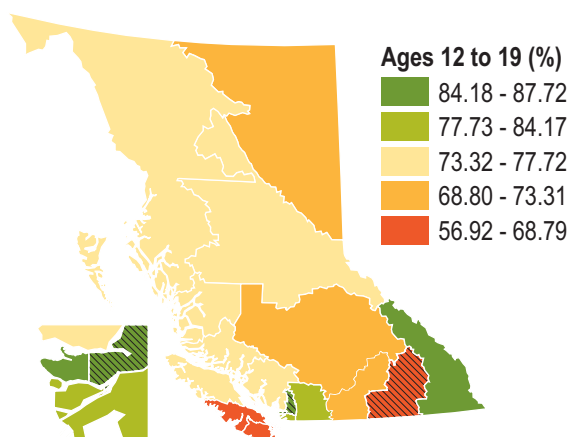 Ages 12 to 19 (%)
84.18 - 87.72
77.73 - 84.17
73.32 - 77.72
68.80 - 73.31
56.92 - 68.79